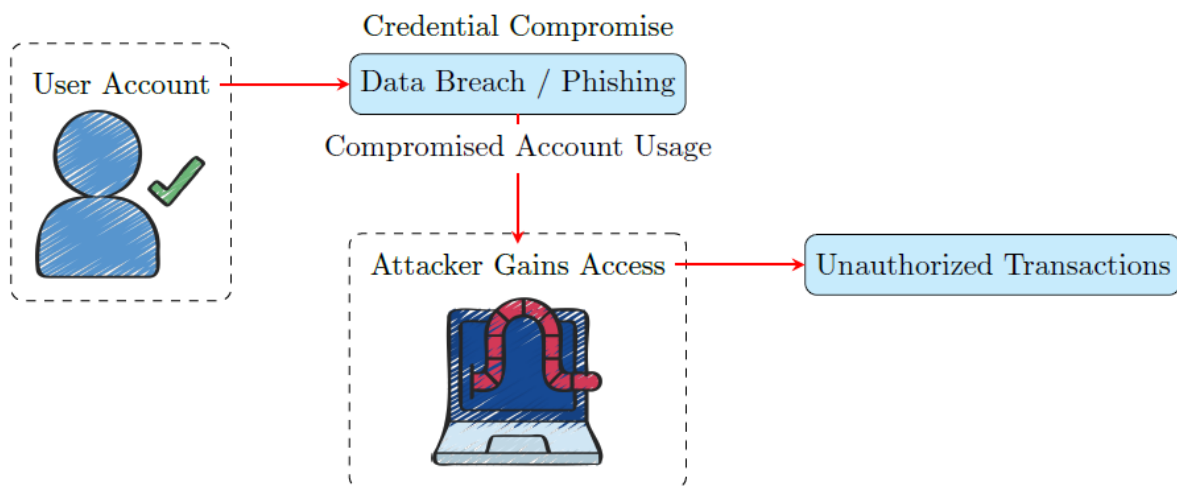 Credential Compromise
User Account
Data Breach / Phishing
Compromised Account Usage
Attacker Gains Access
Unauthorized Transactions